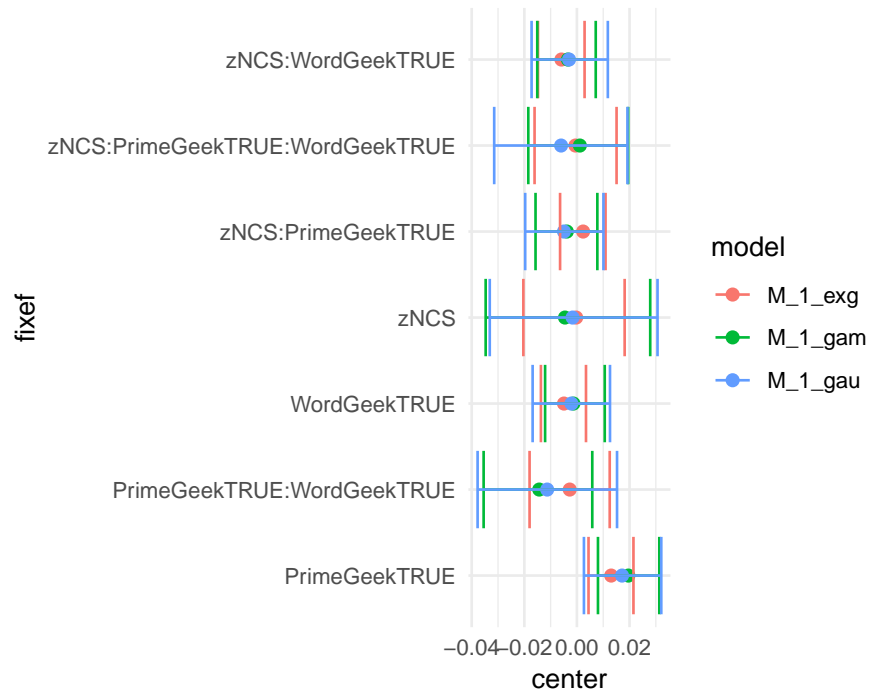 zNCS:WordGeekTRUE
zNCS:PrimeGeekTRUE:WordGeekTRUE
zNCS:PrimeGeekTRUE
zNCS
WordGeekTRUE
PrimeGeekTRUE:WordGeekTRUE
PrimeGeekTRUE
fixef
−0.04 −0.02 0.00 0.02
center
model
M_1_exg
M_1_gam
M_1_gau